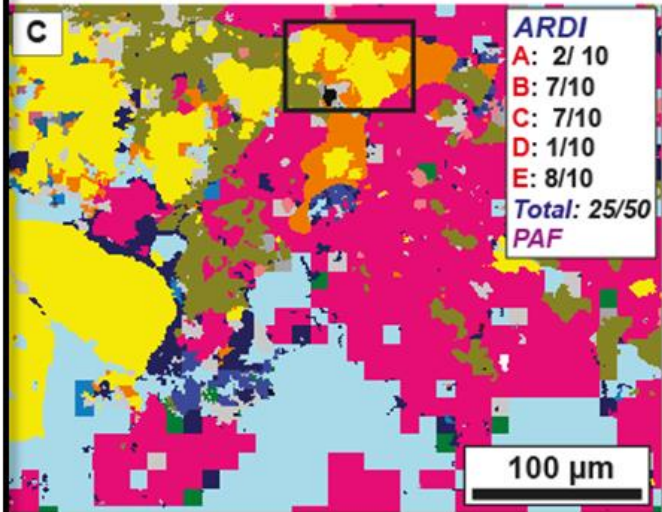 C
ARDI
A: 2/ 10
B: 7/10
C: 7/10
D: 1/10
E: 8/10
Total: 25/50
PAF
100 µm